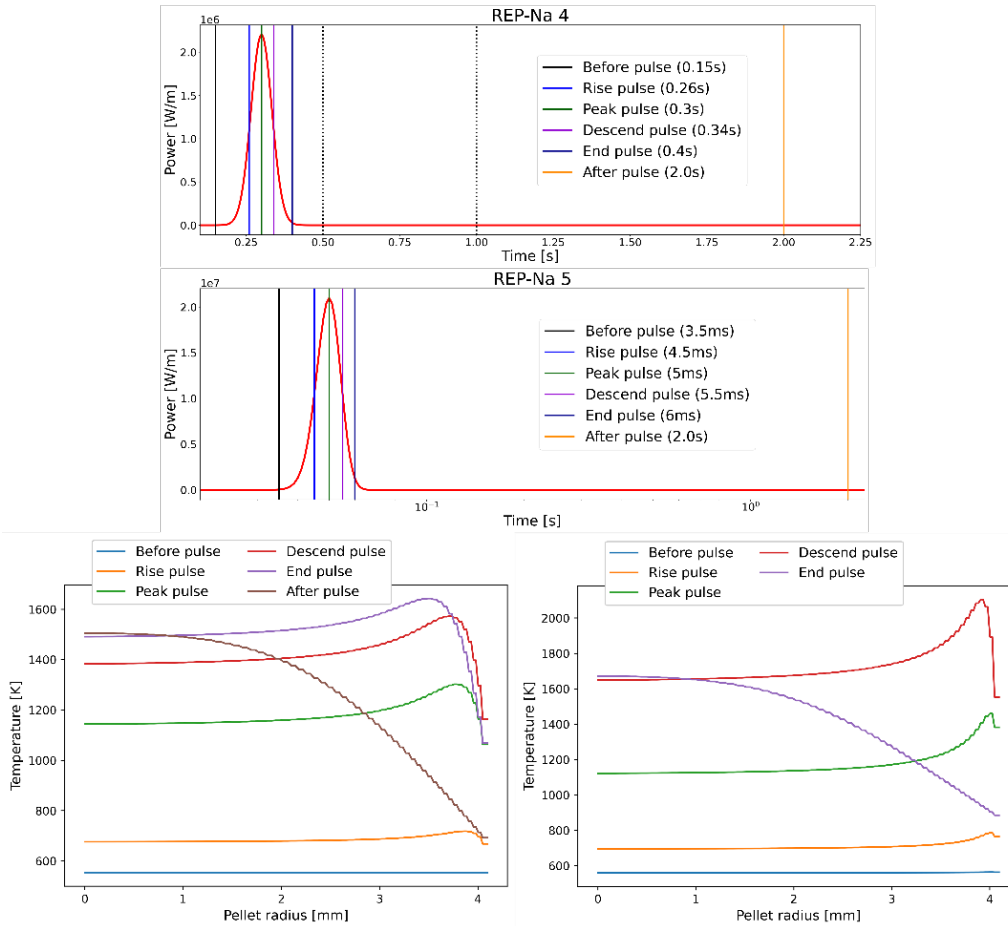 REP-Na 4
1e6
2.0
1.5
1.0
0.5
0.0
Power [W/m]
Before pulse (0.15s)
Rise pulse (0.26s)
Peak pulse (0.3s)
Descend pulse (0.34s)
End pulse (0.4s)
After pulse (2.0s)
0.25 0.50 0.75 1.00 1.25 1.50 1.75 2.00 2.25
Time [s]
REP-Na 5
1e7
2.0
1.5
1.0
0.5
0.0
Power [W/m]
Before pulse (3.5ms)
Rise pulse (4.5ms)
Peak pulse (5ms)
Descend pulse (5.5ms)
End pulse (6ms)
After pulse (2.0s)
10⁻¹ 10⁰
Time [s]
Before pulse Descend pulse
Rise pulse End pulse
Peak pulse After pulse
1600
1400
1200
1000
800
600
Temperature [K]
0 1 2 3 4
Pellet radius [mm]
Before pulse Descend pulse
Rise pulse End pulse
Peak pulse
2000
1800
1600
1400
1200
1000
800
600
Temperature [K]
0 1 2 3 4
Pellet radius [mm]